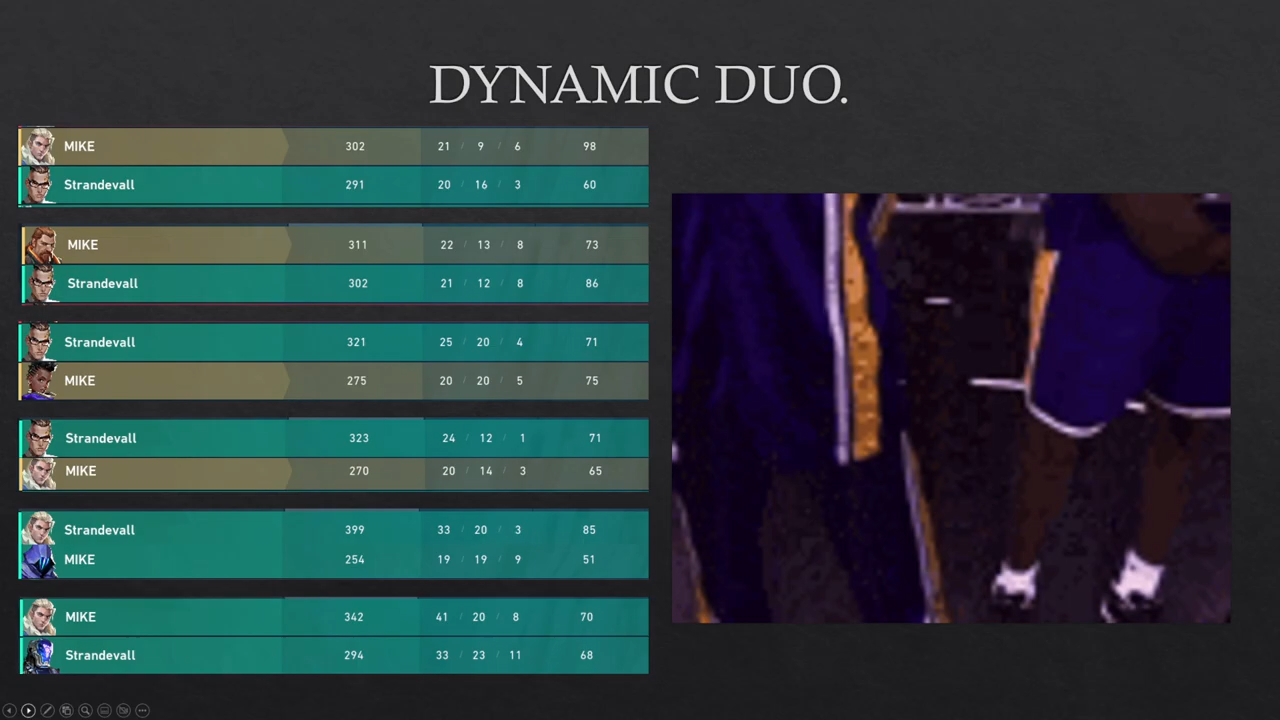 DYNAMIC DUO.
MIKE 302 21 / 9 / 6 98
Strandevall 291 20 / 16 / 3 60
MIKE 311 22 / 13 / 8 73
Strandevall 302 21 / 12 / 8 86
Strandevall 321 25 / 20 / 4 71
MIKE 275 20 / 20 / 5 75
Strandevall 323 24 / 12 / 1 71
MIKE 270 20 / 14 / 3 65
Strandevall 399 33 / 20 / 3 85
MIKE 254 19 / 19 / 9 51
MIKE 342 41 / 20 / 8 70
Strandevall 294 33 / 23 / 11 68